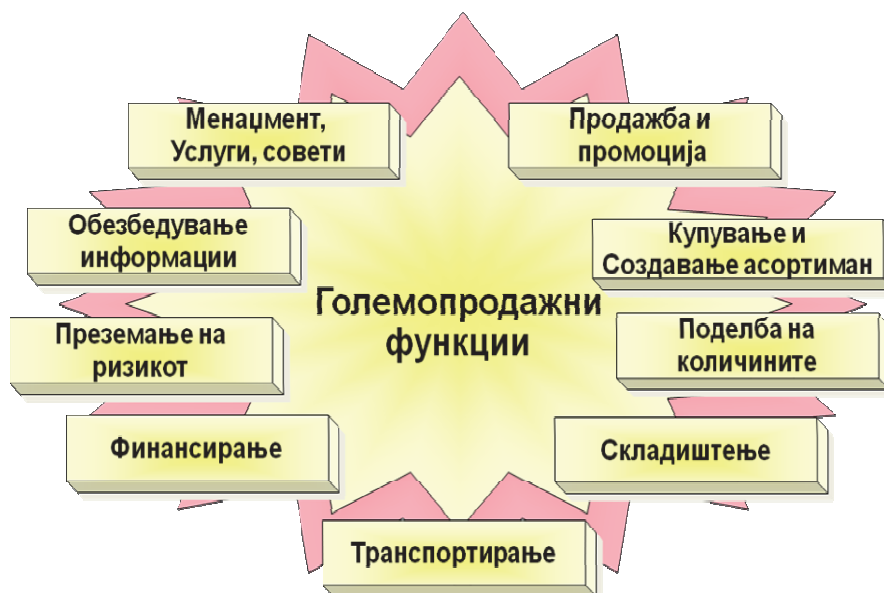 Менаџмент,
Услуги, совети
Продажба и
промоција
Обезбедување
информации
Купување и
Создавање асортиман
Големопродажни
функции
Преземање на
ризикот
Поделба на
количините
Финансирање
Складиштење
Транспортирање